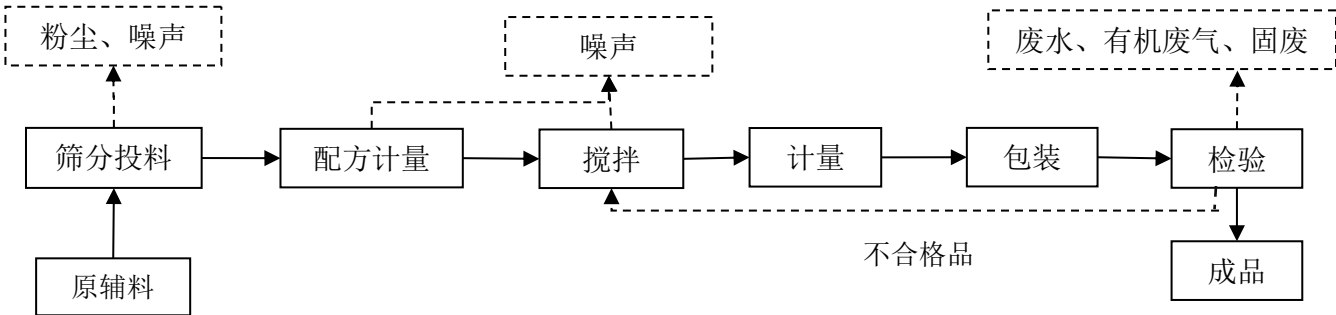 粉尘、噪声
噪声
废水、有机废气、固废
筛分投料
配方计量
搅拌
计量
包装
检验
不合格品
原辅料
成品